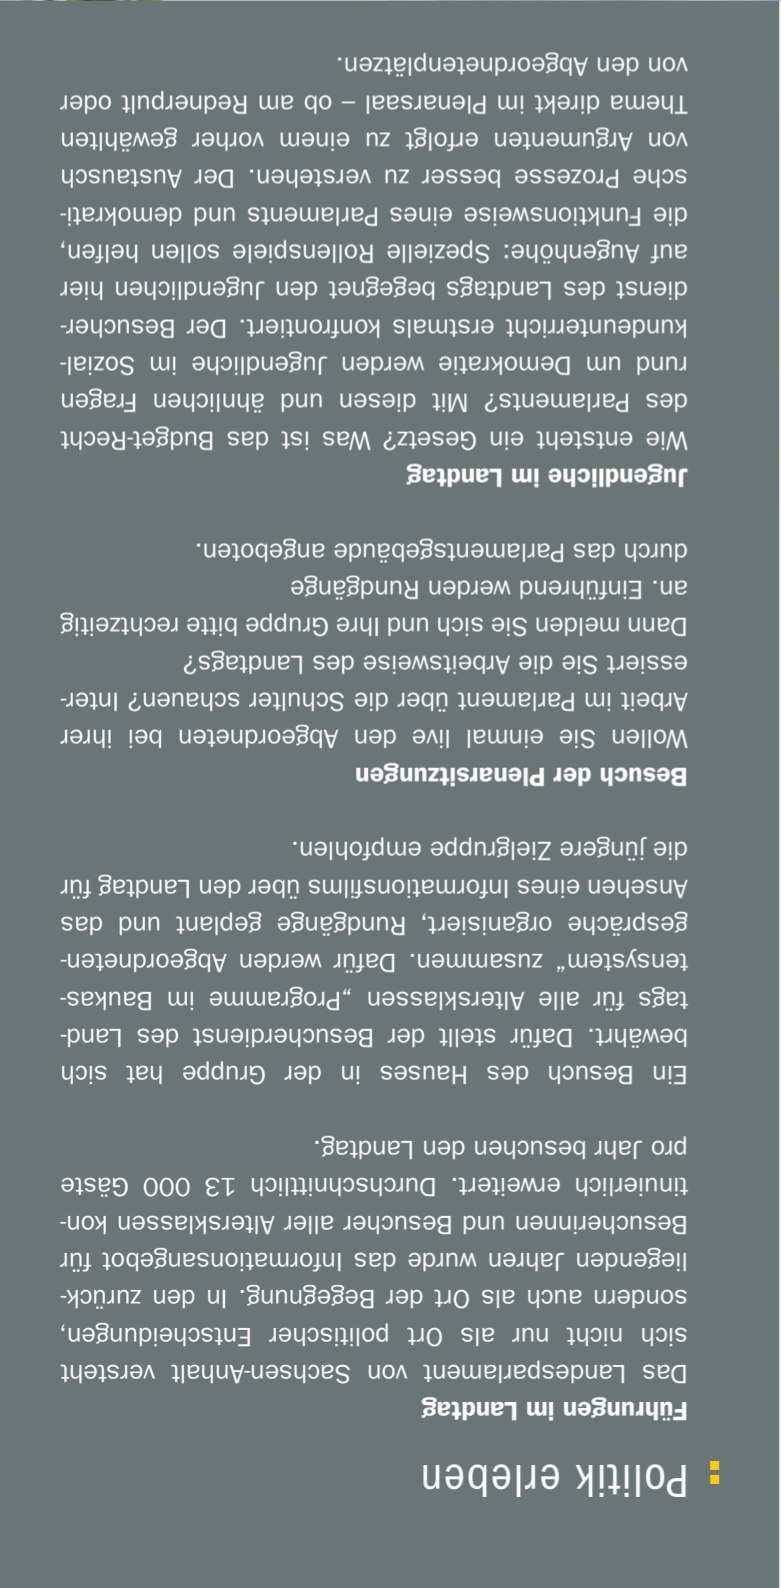 : Politik erleben
Führungen im Landtag
Das Landesparlament von Sachsen-Anhalt versteht
sich nicht nur als Ort politischer Entscheidungen,
sondern auch als Ort der Begegnung. In den zurück-
liegenden Jahren wurde das Informationsangebot für
Besucherinnen und Besucher aller Altersklassen kon-
tinuierlich erweitert. Durchschnittlich 13 000 Gäste
pro Jahr besuchen den Landtag.
Ein Besuch des Hauses in der Gruppe hat sich
bewährt. Dafür stellt der Besucherdienst des Land-
tags für alle Altersklassen „Programme im Baukas-
tensystem“ zusammen. Dafür werden Abgeordneten-
gespräche organisiert, Rundgänge geplant und das
Ansehen eines Informationsfilms über den Landtag für
die jüngere Zielgruppe empfohlen.
Besuch der Plenarsitzungen
Wollen Sie einmal live den Abgeordneten bei ihrer
Arbeit im Parlament über die Schulter schauen? Inter-
essiert Sie die Arbeitsweise des Landtags?
Dann melden Sie sich und Ihre Gruppe bitte rechtzeitig
an. Einführend werden Rundgänge
durch das Parlamentsgebäude angeboten.
Jugendliche im Landtag
Wie entsteht ein Gesetz? Was ist das Budget-Recht
des Parlaments? Mit diesen und ähnlichen Fragen
rund um Demokratie werden Jugendliche im Sozial-
kundeunterricht erstmals konfrontiert. Der Besucher-
dienst des Landtags begegnet den Jugendlichen hier
auf Augenhöhe: Spezielle Rollenspiele sollen helfen,
die Funktionsweise eines Parlaments und demokrati-
sche Prozesse besser zu verstehen. Der Austausch
von Argumenten erfolgt zu einem vorher gewählten
Thema direkt im Plenarsaal – ob am Rednerpult oder
von den Abgeordnetenplätzen.